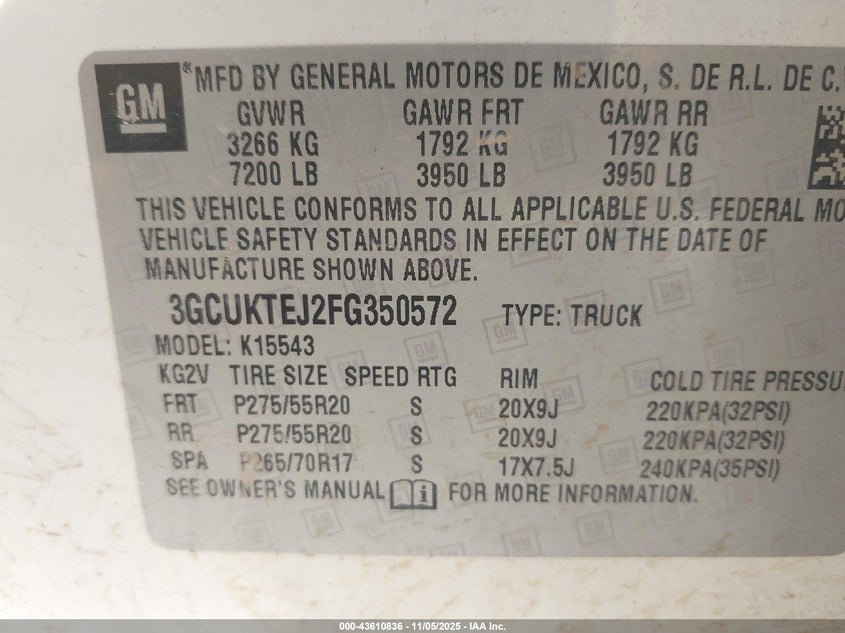 GM
® MFD BY GENERAL MOTORS DE MEXICO, S. DE R.L. DE C.
GVWR GAWR FRT GAWR RR
3266 KG 1792 KG 1792 KG
7200 LB 3950 LB 3950 LB
THIS VEHICLE CONFORMS TO ALL APPLICABLE U.S. FEDERAL MO
VEHICLE SAFETY STANDARDS IN EFFECT ON THE DATE OF
MANUFACTURE SHOWN ABOVE.
3GCUKTEJ2FG350572 TYPE: TRUCK
MODEL: K15543
KG2V TIRE SIZE SPEED RTG RIM COLD TIRE PRESSU
FRT P275/55R20 S 20X9J 220KPA(32PSI)
RR P275/55R20 S 20X9J 220KPA(32PSI)
SPA P265/70R17 S 17X7.5J 240KPA(35PSI)
SEE OWNER'S MANUAL i FOR MORE INFORMATION.
000-43610836 - 11/05/2025 - IAA Inc.